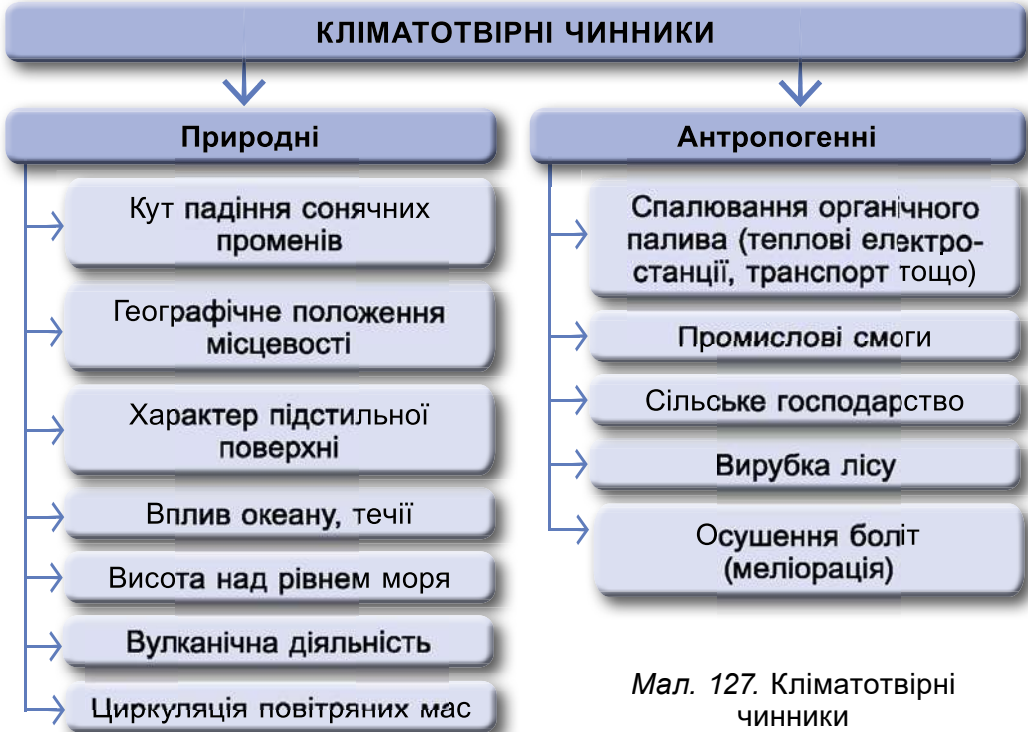 КЛІМАТОТВІРНІ ЧИННИКИ
Природні
Кут падіння сонячних
променів
Географічне положення
місцевості
Характер підстильної
поверхні
Вплив океану, течії
Висота над рівнем моря
Вулканічна діяльність
Циркуляція повітряних мас
Антропогенні
Спалювання органічного
палива (теплові електро-
станції, транспорт тощо)
Промислові смоги
Сільське господарство
Вирубка лісу
Осушення боліт
(меліорація)
Мал. 127. Кліматотвірні
чинники